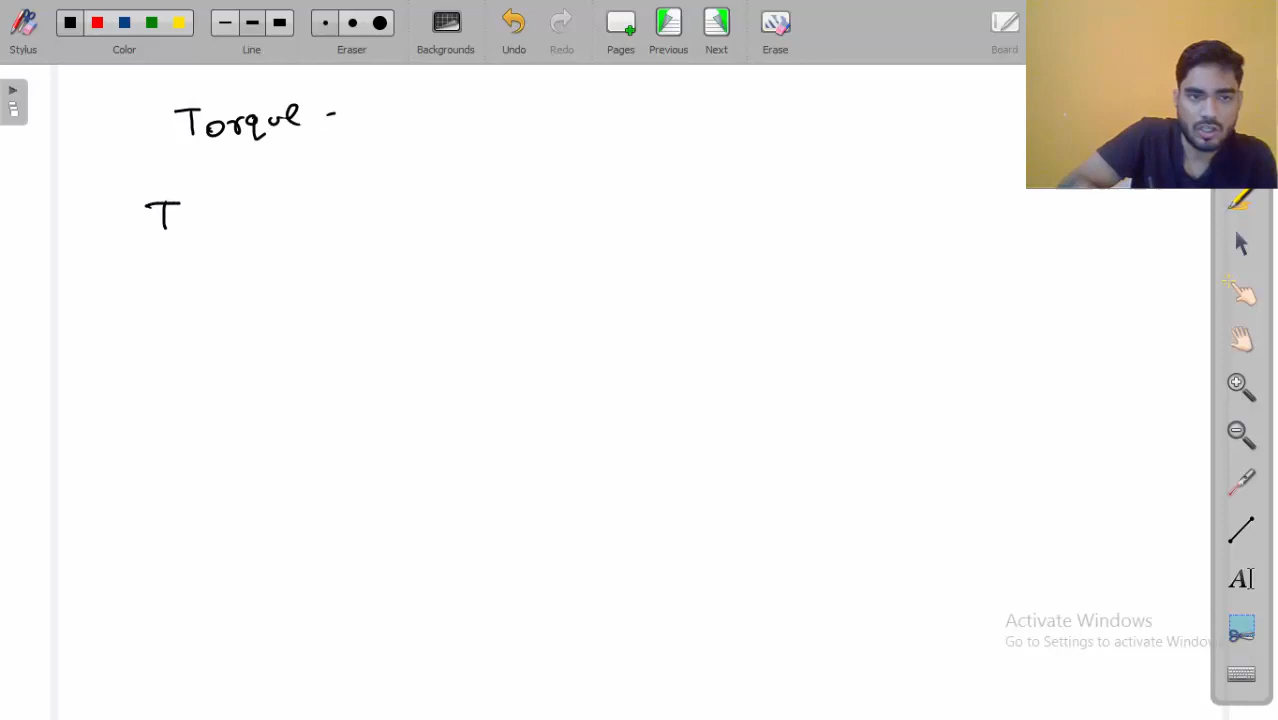 Stylus Color Line Eraser Backgrounds Undo Redo Pages Previous Next Erase Board
Torque -
T
A
Activate Windows
Go to Settings to activate Window